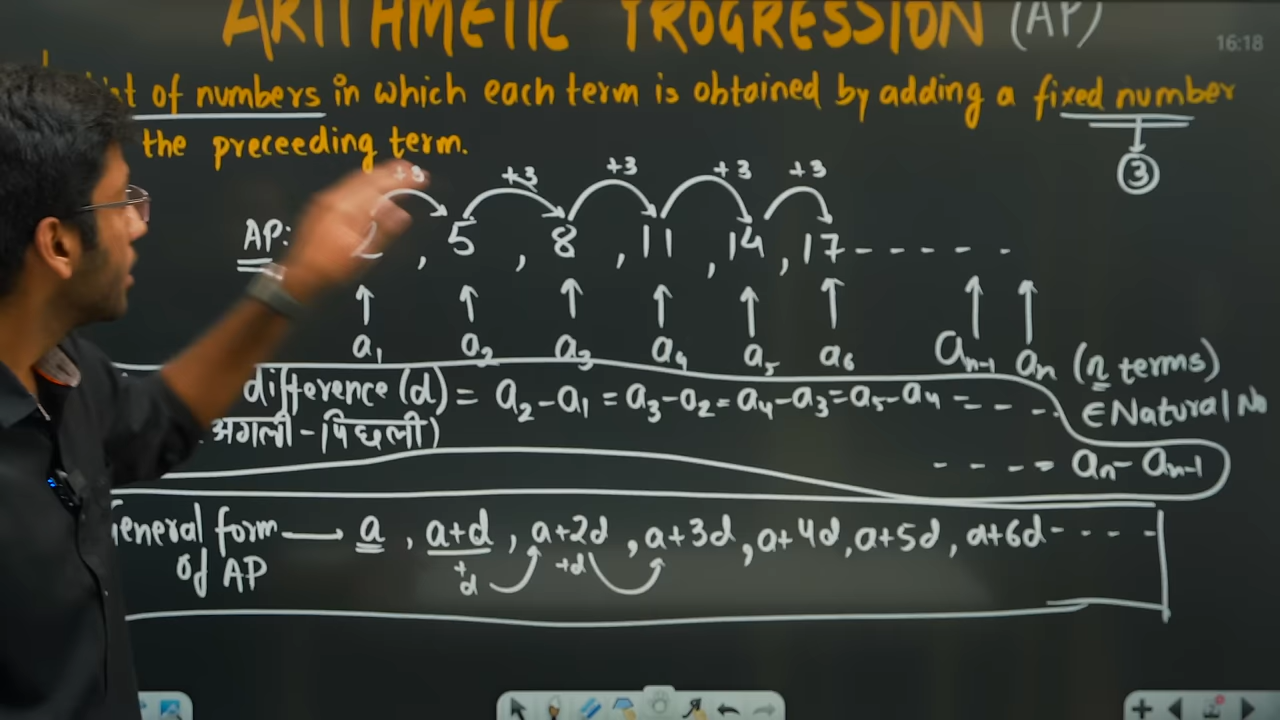 ARITHMETIC PROGRESSION (AP)
16:18
of numbers in which each term is obtained by adding a fixed number
the preceeding term.
3
+3 +3 +3 +3 +3
AP: 2, 5, 8, 11, 14, 17 - - - - -
a₁ a₂ a₃ a₄ a₅ a₆ aₙ₋₁ aₙ (n terms)
∈ Natural No
difference (d) = a₂-a₁ = a₃-a₂ = a₄-a₃ = a₅-a₄ = - - - -
अगली - पिछली)
- - - - = aₙ - aₙ₋₁
General form → a, a+d, a+2d, a+3d, a+4d, a+5d, a+6d - - - -
of AP
+d +d